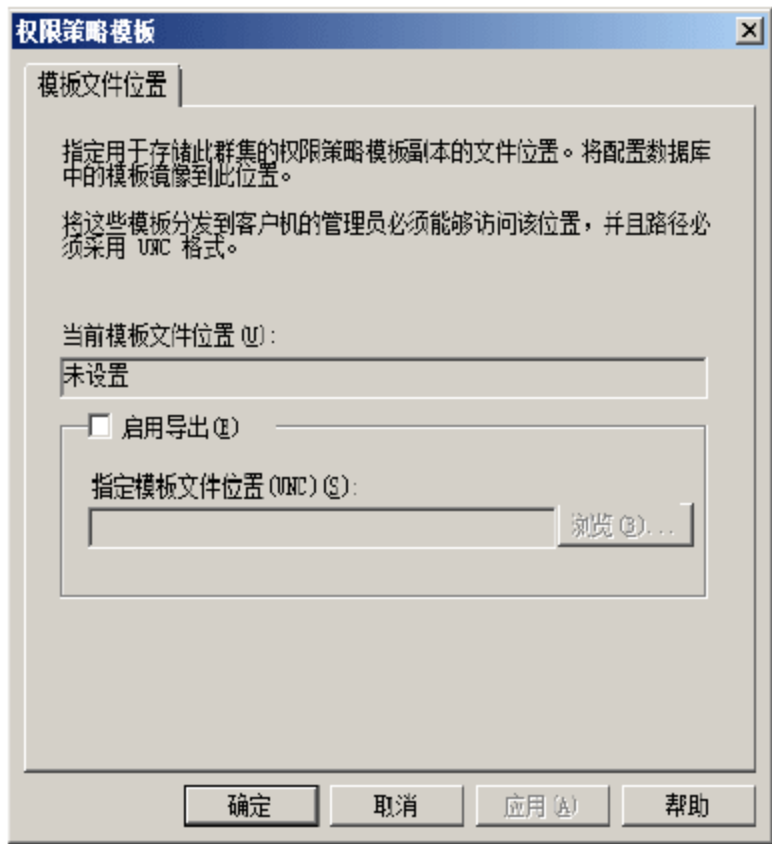 权限策略模板
模板文件位置
指定用于存储此群集的权限策略模板副本的文件位置。将配置数据库
中的模板镜像到此位置。
将这些模板分发到客户机的管理员必须能够访问该位置，并且路径必
须采用 UNC 格式。
当前模板文件位置(U):
未设置
启用导出(E)
指定模板文件位置(UNC)(S):
浏览(B)...
确定
取消
应用(A)
帮助